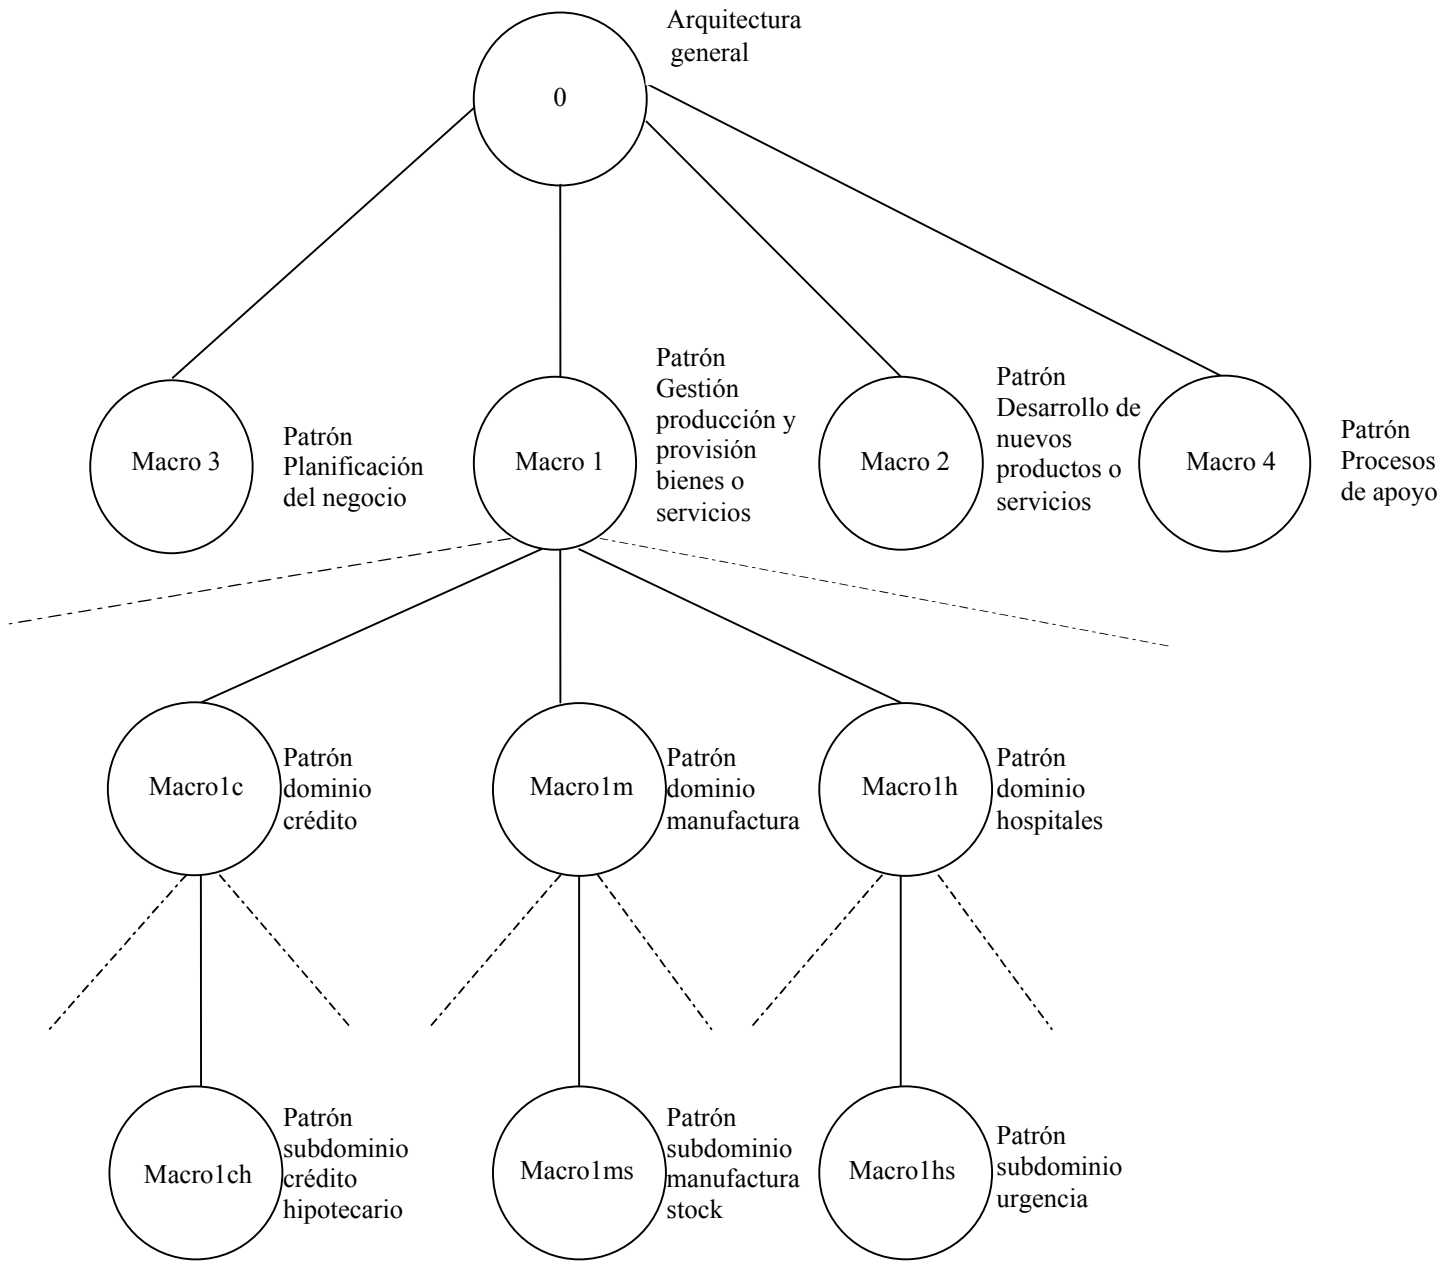 Arquitectura
general
0
Macro 3
Patrón
Planificación
del negocio
Macro 1
Patrón
Gestión
producción y
provisión
bienes o
servicios
Macro 2
Patrón
Desarrollo de
nuevos
productos o
servicios
Macro 4
Patrón
Procesos
de apoyo
Macro1c
Patrón
dominio
crédito
Macro1m
Patrón
dominio
manufactura
Macro1h
Patrón
dominio
hospitales
Macro1ch
Patrón
subdominio
crédito
hipotecario
Macro1ms
Patrón
subdominio
manufactura
stock
Macro1hs
Patrón
subdominio
urgencia